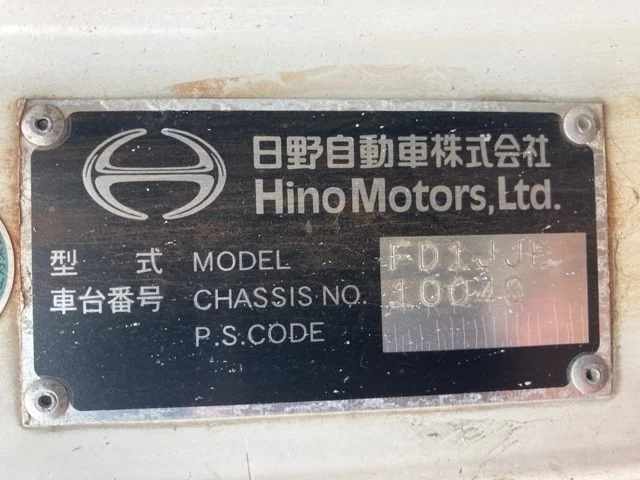 日野自動車株式会社
Hino Motors, Ltd.
型 式 MODEL FD1JJE
車台番号 CHASSIS NO. 10049
P.S.CODE